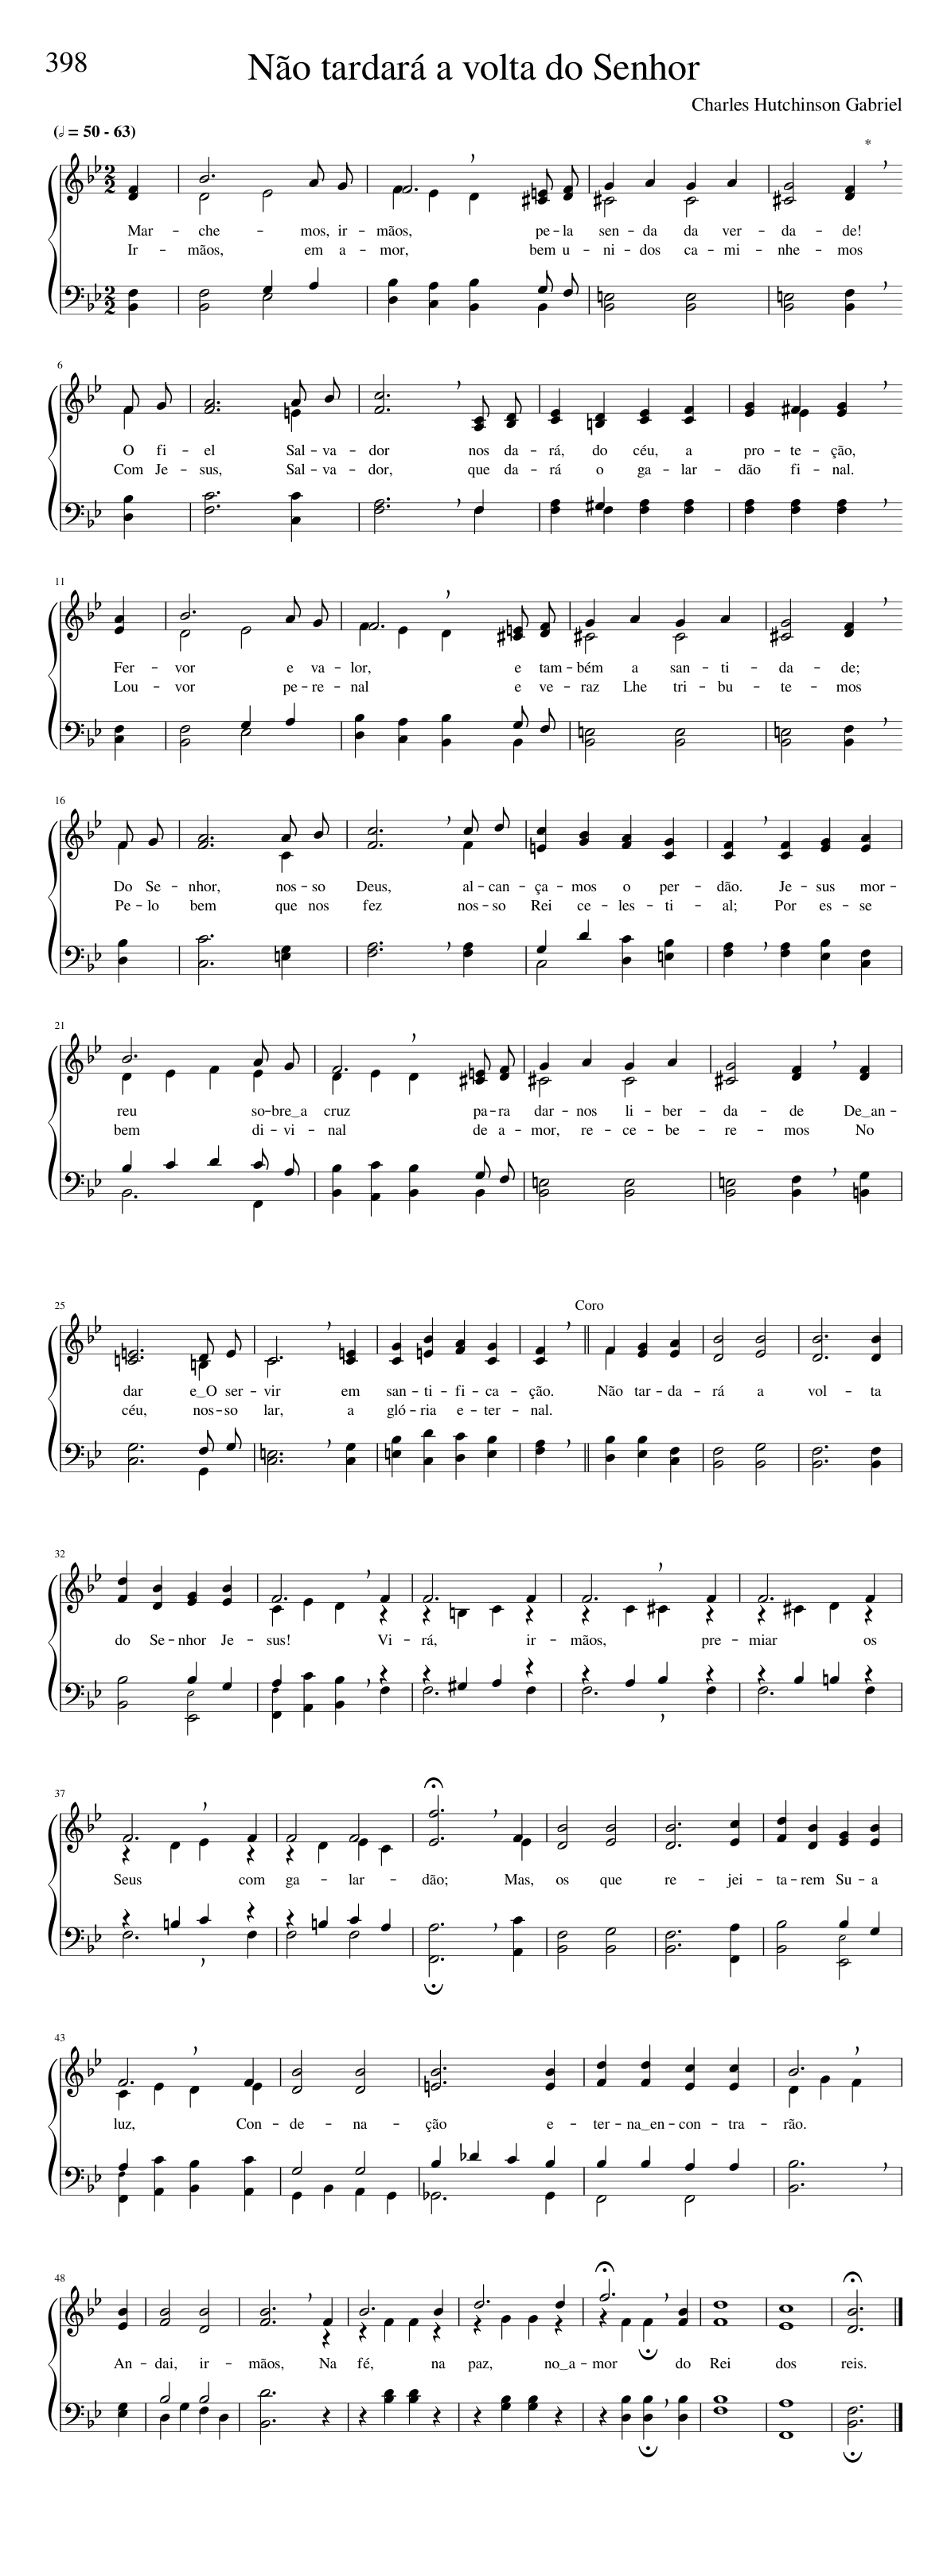 398
Não tardará a volta do Senhor
Charles Hutchinson Gabriel
(𝅗𝅥 = 50 - 63)
*
Mar - che - mos, ir - mãos, pe - la sen - da da ver - da - de!
Ir - mãos, em a - mor, bem u - ni - dos ca - mi - nhe - mos
6
O fi - el Sal - va - dor nos da - rá, do céu, a pro - te - ção,
Com Je - sus, Sal - va - dor, que da - rá o ga - lar - dão fi - nal.
11
Fer - vor e va - lor, e tam - bém a san - ti - da - de;
Lou - vor pe - re - nal e ve - raz Lhe tri - bu - te - mos
16
Do Se - nhor, nos - so Deus, al - can - ça - mos o per - dão. Je - sus mor -
Pe - lo bem que nos fez nos - so Rei ce - les - ti - al; Por es - se
21
reu so - bre‿a cruz pa - ra dar - nos li - ber - da - de De‿an -
bem di - vi - nal de a - mor, re - ce - be - re - mos No
25
Coro
dar e‿O ser - vir em san - ti - fi - ca - ção. Não tar - da - rá a vol - ta
céu, nos - so lar, a gló - ria e - ter - nal.
32
do Se - nhor Je - sus! Vi - rá, ir - mãos, pre - miar os
37
Seus com ga - lar - dão; Mas, os que re - jei - ta - rem Su - a
43
luz, Con - de - na - ção e - ter - na‿en - con - tra - rão.
48
An - dai, ir - mãos, Na fé, na paz, no‿a - mor do Rei dos reis.